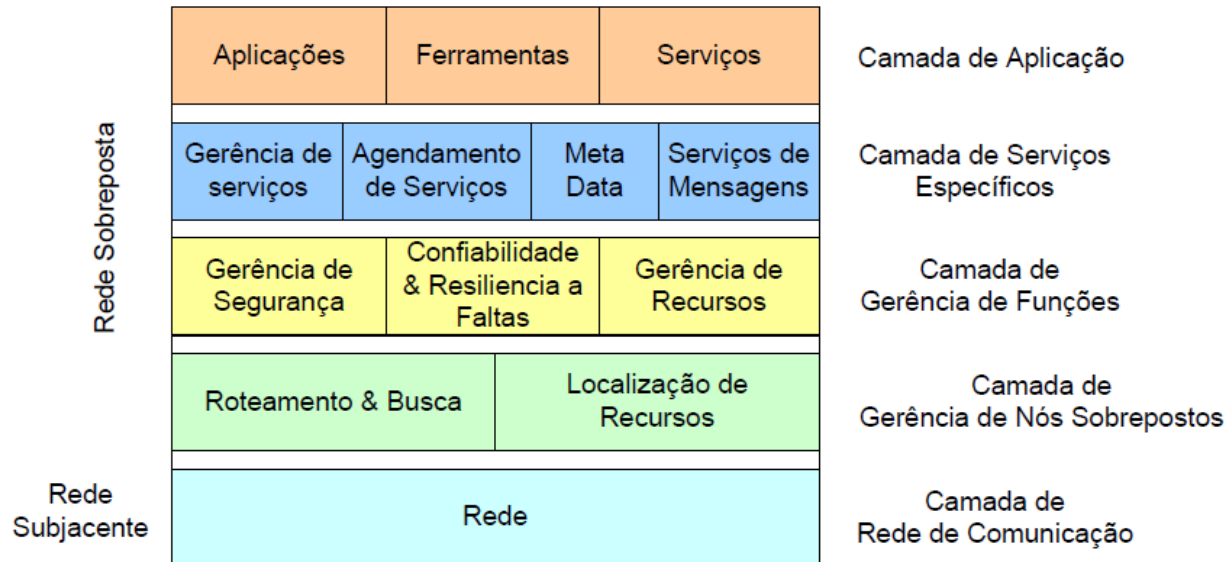 Aplicações
Ferramentas
Serviços
Camada de Aplicação
Rede Sobreposta
Gerência de
serviços
Agendamento
de Serviços
Meta
Data
Serviços de
Mensagens
Camada de Serviços
Específicos
Gerência de
Segurança
Confiabilidade
& Resiliencia a
Faltas
Gerência de
Recursos
Camada de
Gerência de Funções
Roteamento & Busca
Localização de
Recursos
Camada de
Gerência de Nós Sobrepostos
Rede
Subjacente
Rede
Camada de
Rede de Comunicação